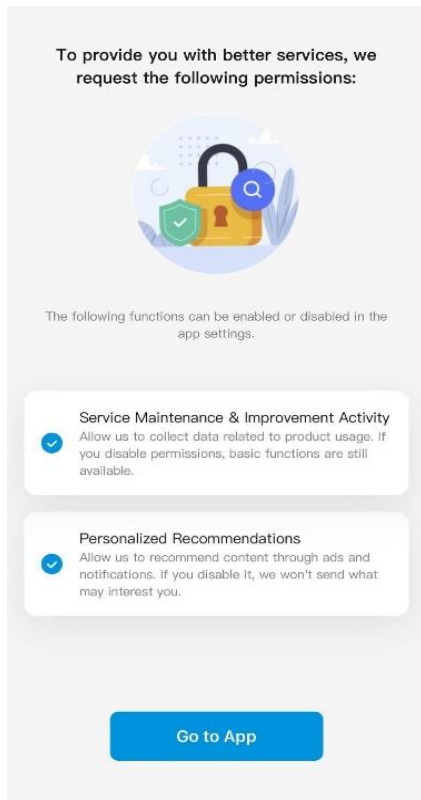 To provide you with better services, we
request the following permissions:
The following functions can be enabled or disabled in the
app settings.
Service Maintenance & Improvement Activity
Allow us to collect data related to product usage. If
you disable permissions, basic functions are still
available.
Personalized Recommendations
Allow us to recommend content through ads and
notifications. If you disable it, we won't send what
may interest you.
Go to App